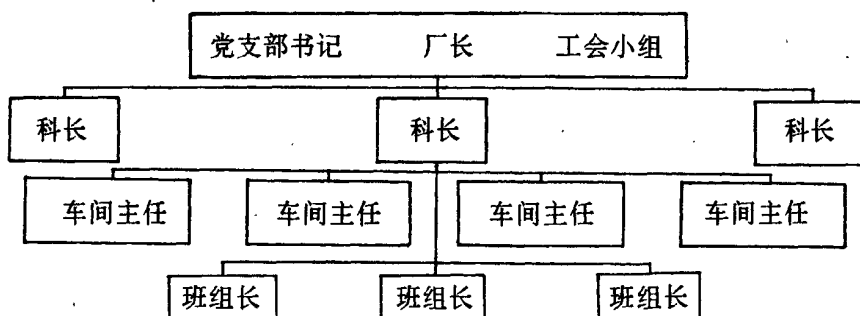 党支部书记 厂长 工会小组
科长 科长 科长
车间主任 车间主任 车间主任 车间主任
班组长 班组长 班组长